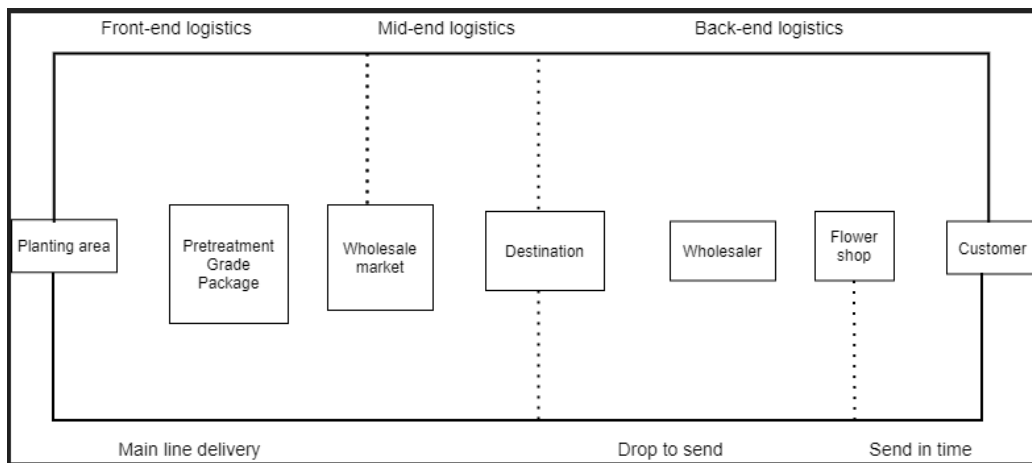 Front-end logistics
Mid-end logistics
Back-end logistics
Planting area
Pretreatment
Grade
Package
Wholesale
market
Destination
Wholesaler
Flower
shop
Customer
Main line delivery
Drop to send
Send in time